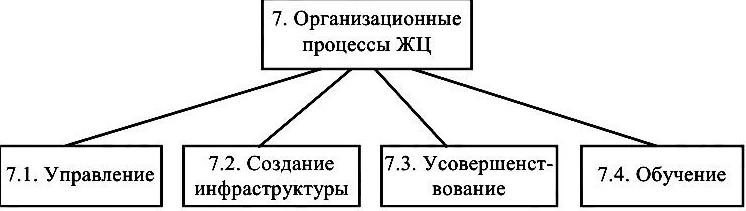 7. Организационные
процессы ЖЦ
7.1. Управление
7.2. Создание
инфраструктуры
7.3. Усовершенст-
вование
7.4. Обучение